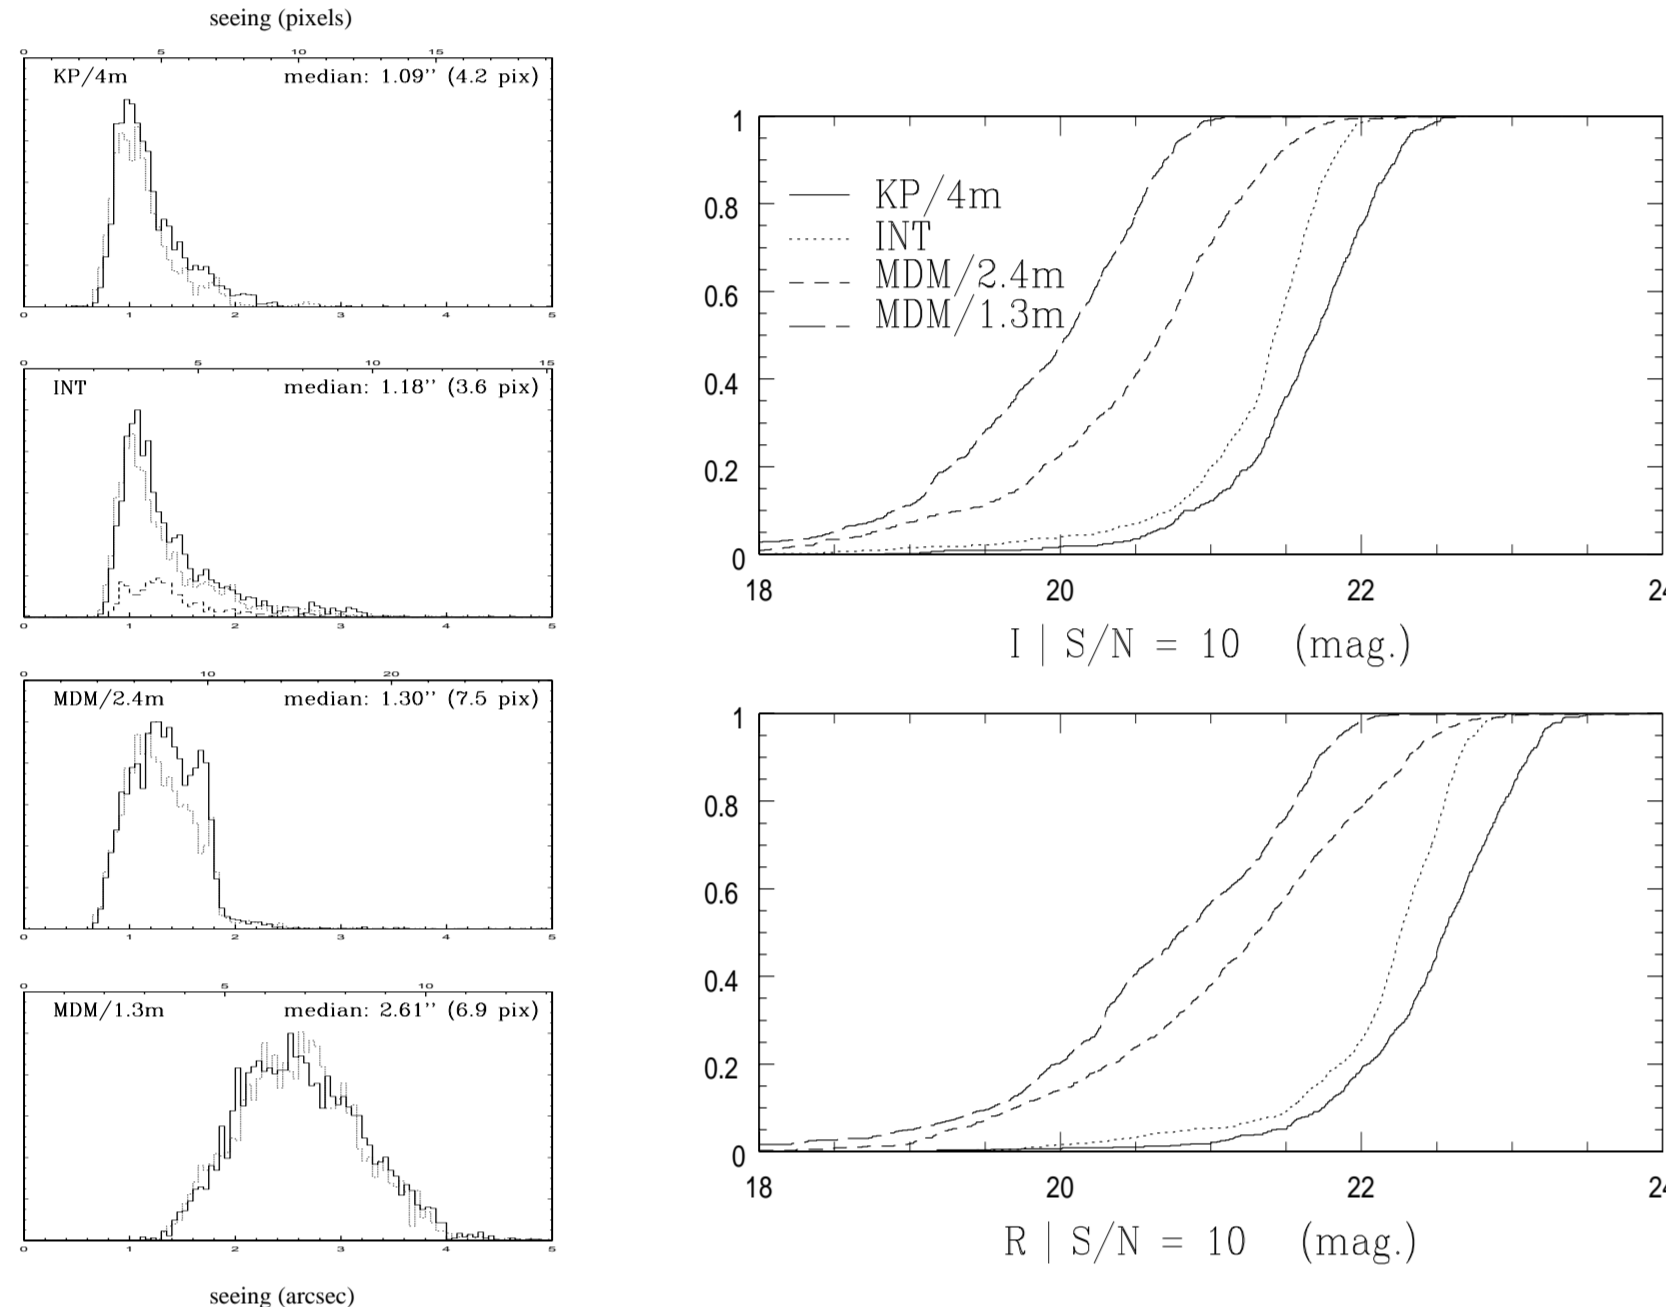 seeing (pixels)
0 5 10 15
KP/4m median: 1.09'' (4.2 pix)
0 1 2 3 4 5
0 5 10 15
INT median: 1.18'' (3.6 pix)
0 1 2 3 4 5
0 10 20
MDM/2.4m median: 1.30'' (7.5 pix)
0 1 2 3 4 5
0 5 10
MDM/1.3m median: 2.61'' (6.9 pix)
0 1 2 3 4 5
seeing (arcsec)
1
0.8
0.6
0.4
0.2
0
KP/4m
INT
MDM/2.4m
MDM/1.3m
18 20 22 24
I | S/N = 10 (mag.)
1
0.8
0.6
0.4
0.2
0
18 20 22 24
R | S/N = 10 (mag.)